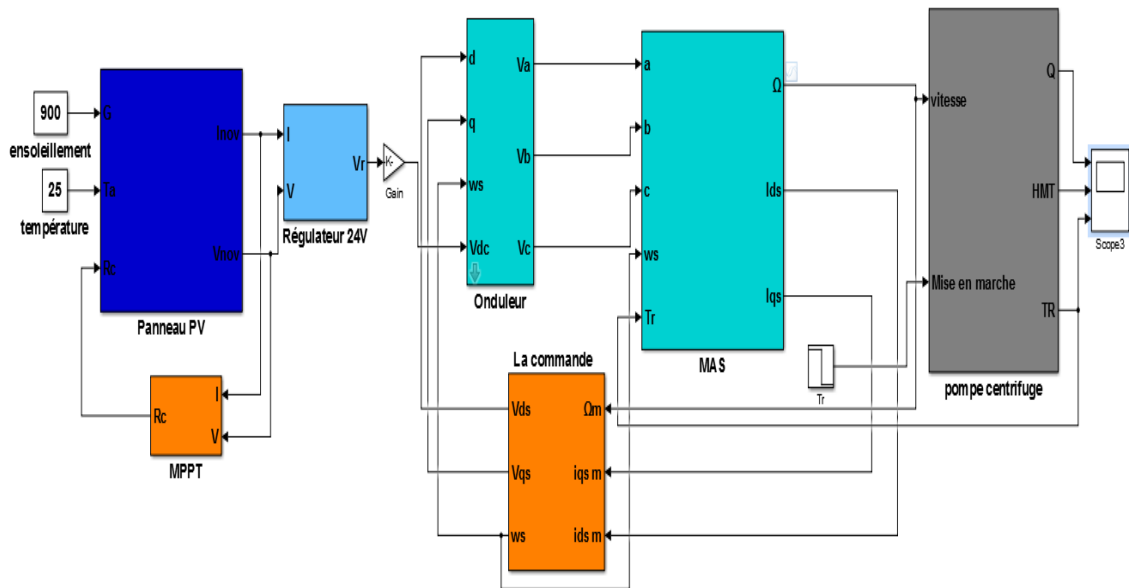 900
ensoleillement
25
température
G
Ta
Rc
Inov
Vnov
Panneau PV
I
V
Vr
Régulateur 24V
K-
Gain
Rc
I
V
MPPT
d
q
ws
Vdc
Va
Vb
Vc
Onduleur
a
b
c
ws
Tr
Ω
Ids
Iqs
MAS
La commande
Vds
Vqs
ws
Ωm
iqs m
ids m
Tr
vitesse
Mise en marche
Q
HMT
TR
pompe centrifuge
Scope3